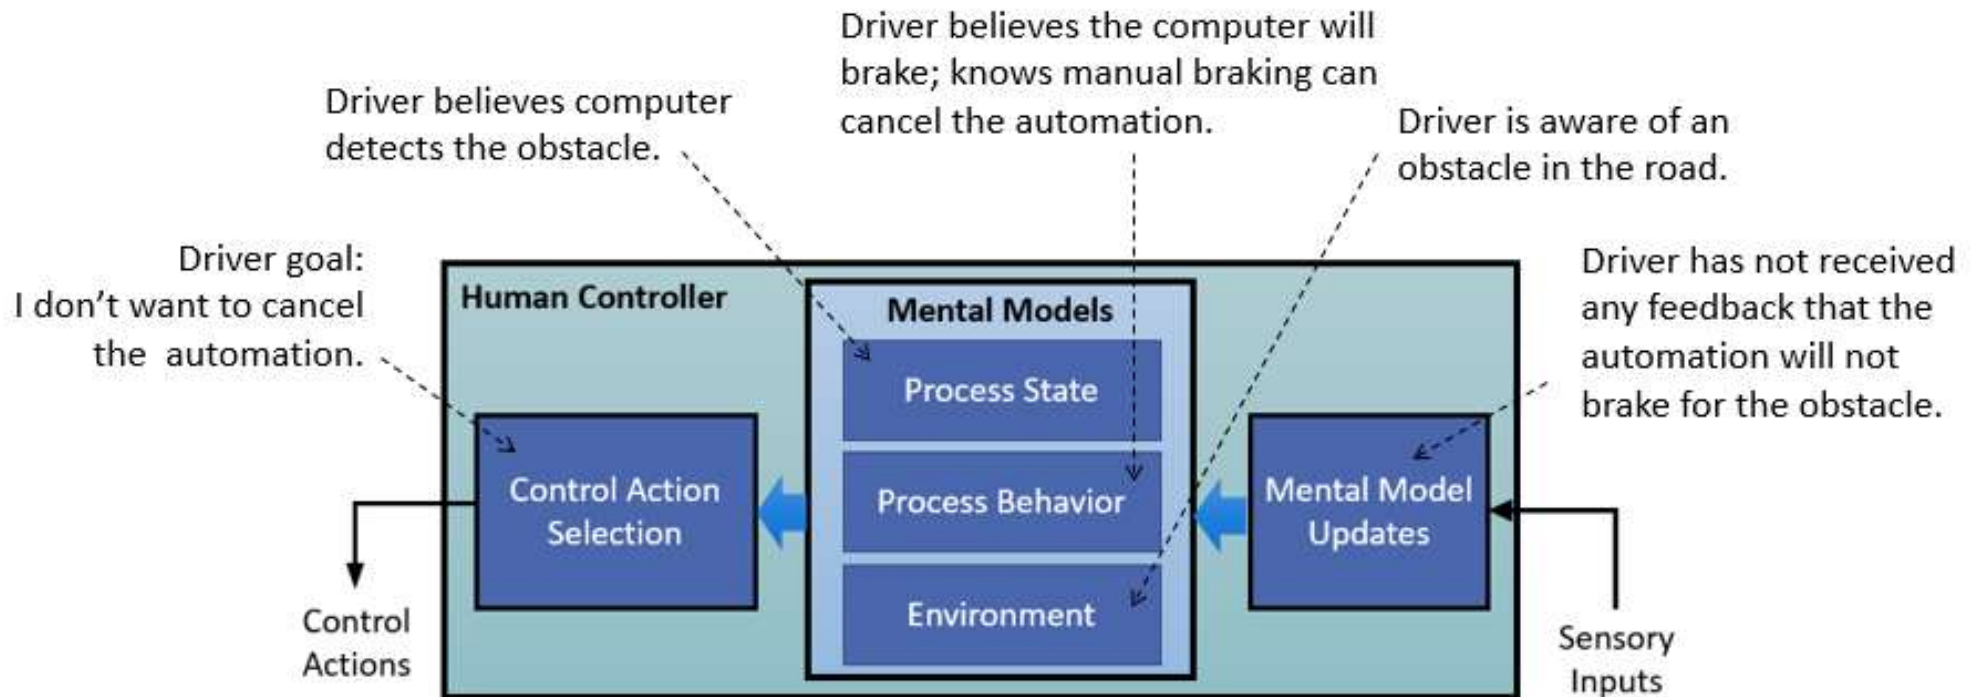 Driver believes the computer will
brake; knows manual braking can
cancel the automation.
Driver believes computer
detects the obstacle.
Driver is aware of an
obstacle in the road.
Driver goal:
I don’t want to cancel
the automation.
Driver has not received
any feedback that the
automation will not
brake for the obstacle.
Human Controller
Mental Models
Process State
Process Behavior
Environment
Control Action
Selection
Mental Model
Updates
Control
Actions
Sensory
Inputs